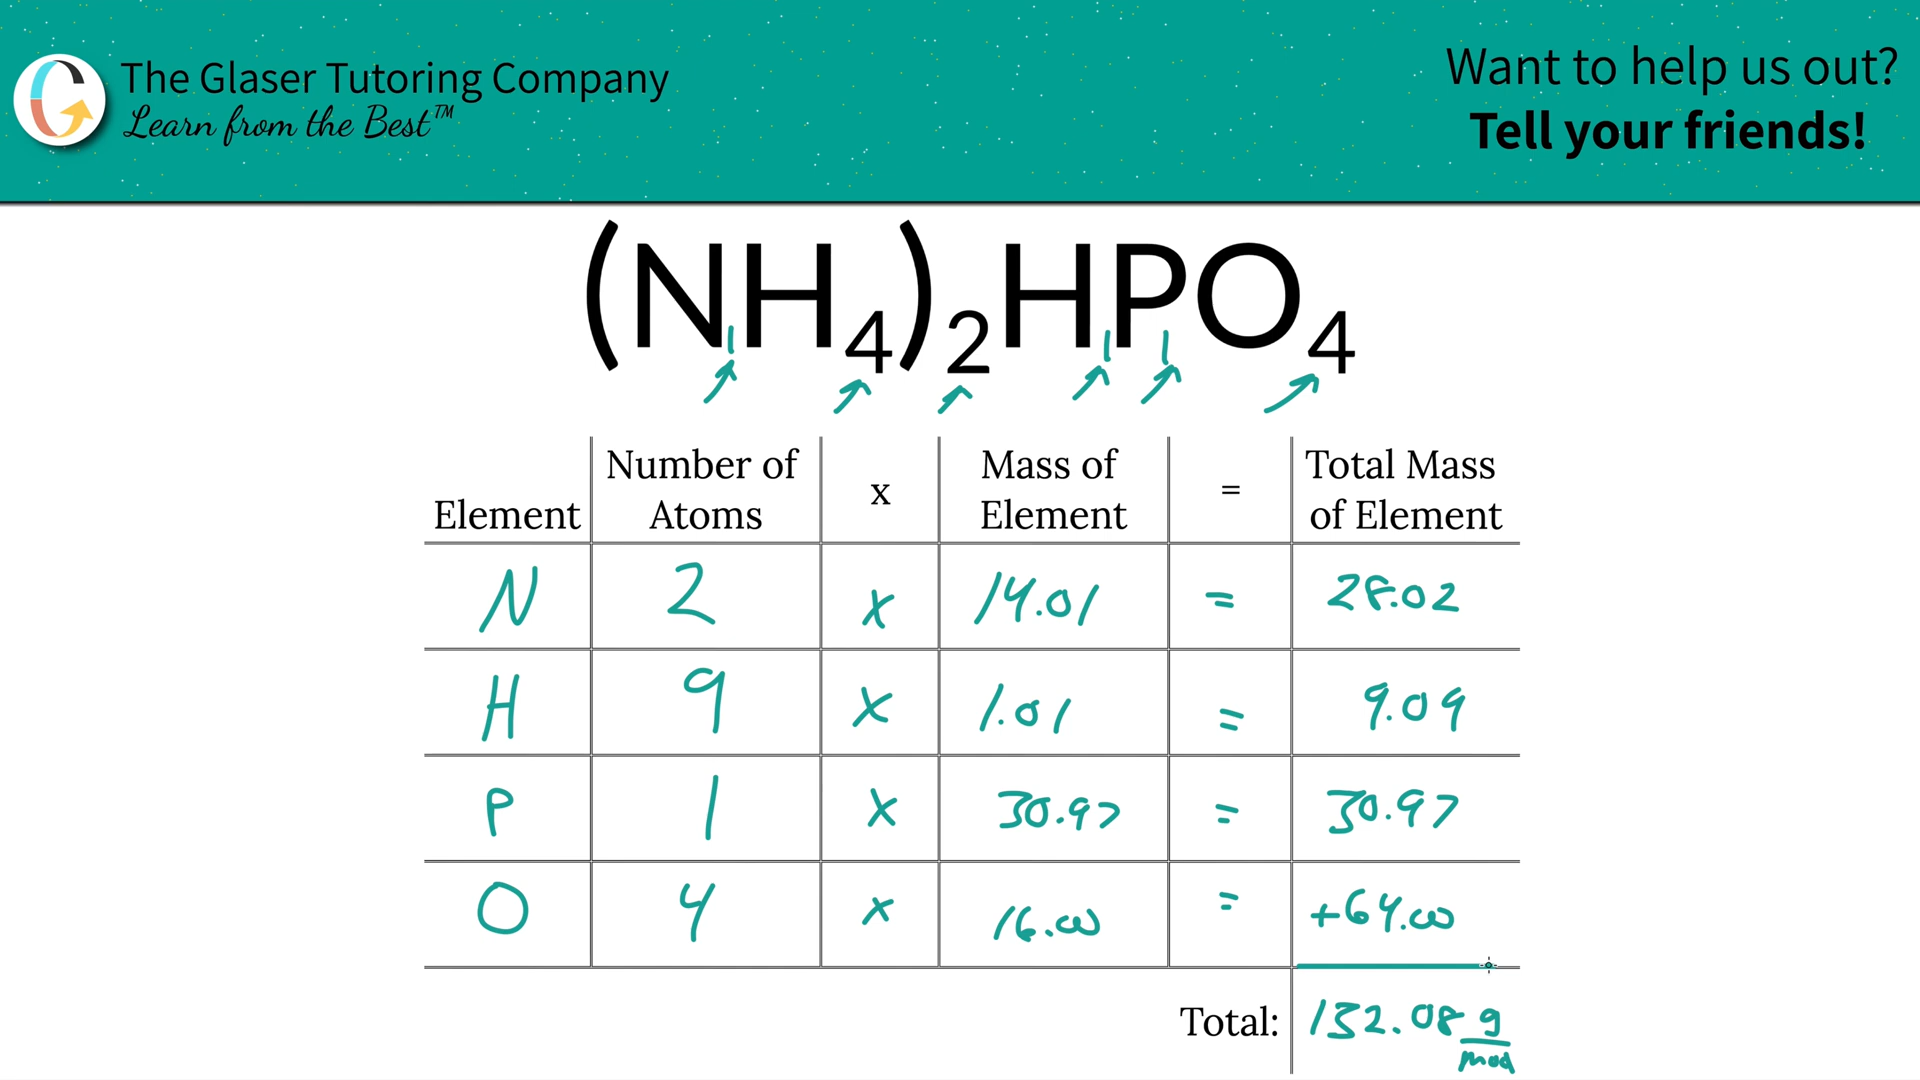 The Glaser Tutoring Company
Learn from the Best™
Want to help us out?
Tell your friends!
(NH₄)₂HPO₄
1 1 1
Element Number of Atoms x Mass of Element = Total Mass of Element
N 2 x 14.01 = 28.02
H 9 x 1.01 = 9.09
P 1 x 30.97 = 30.97
O 4 x 16.00 = +64.00
Total: 132.08 g/mol